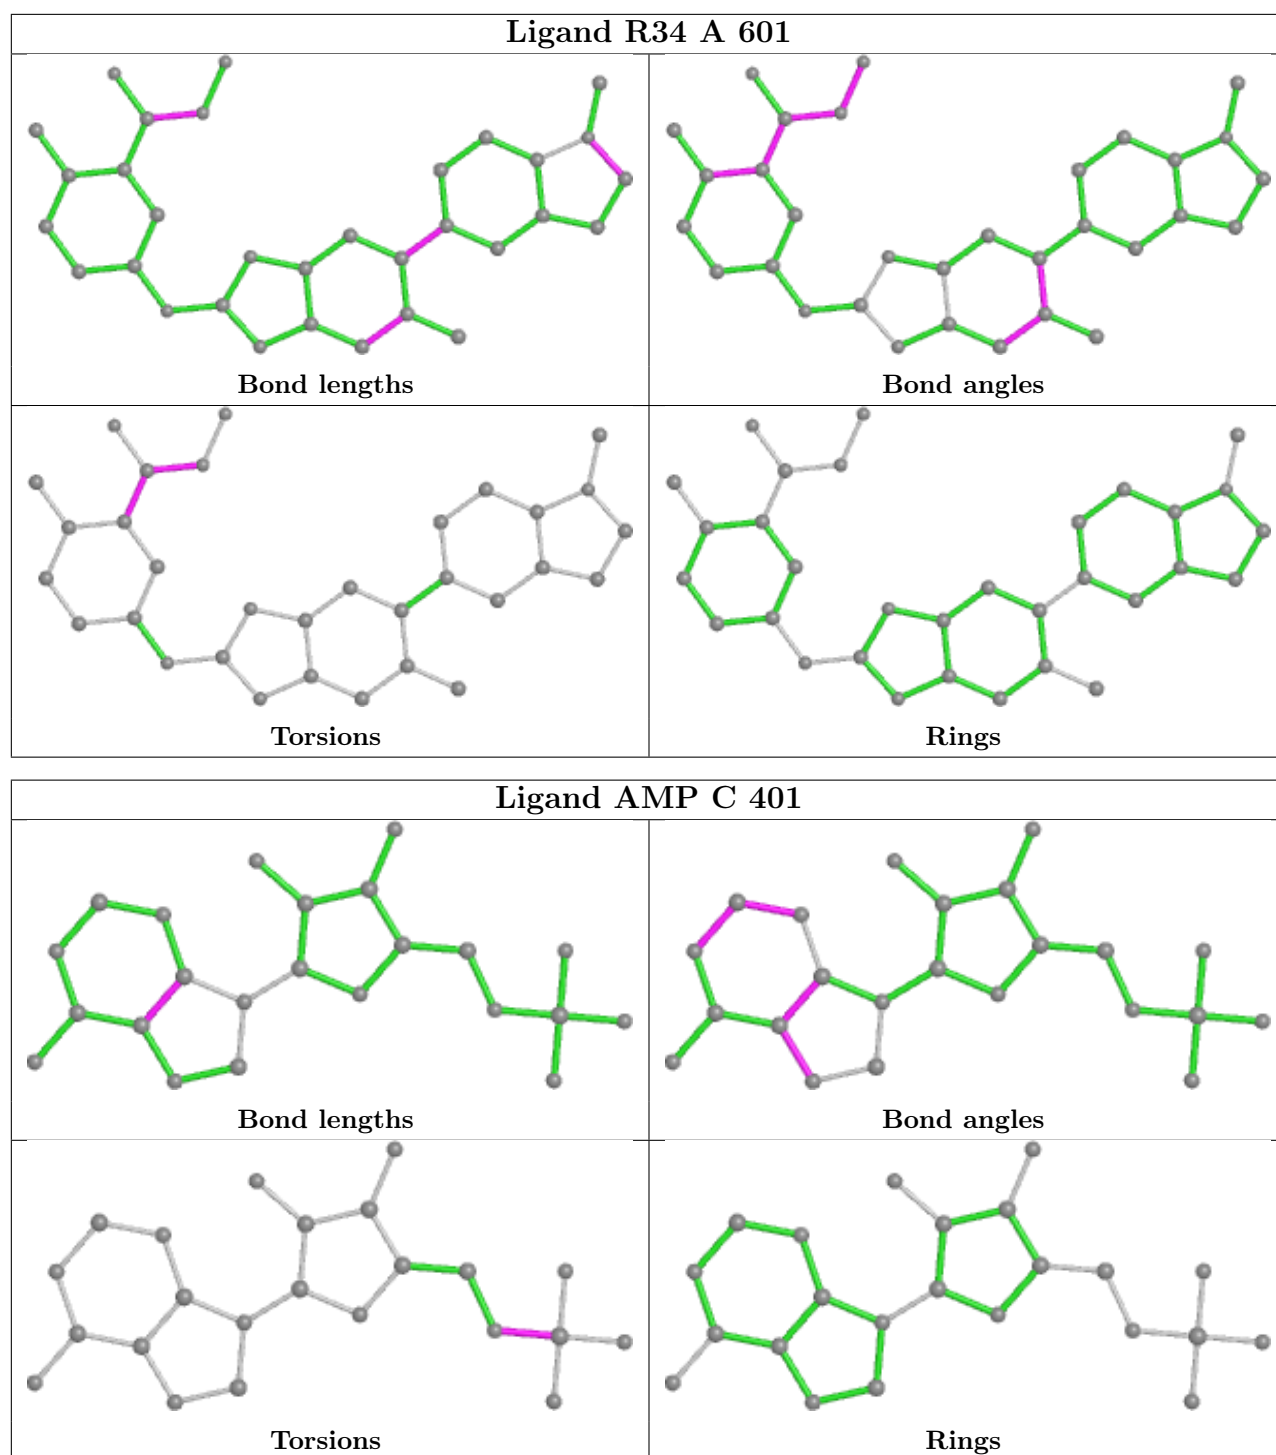 Ligand R34 A 601
Bond lengths
Bond angles
Torsions
Rings
Ligand AMP C 401
Bond lengths
Bond angles
Torsions
Rings